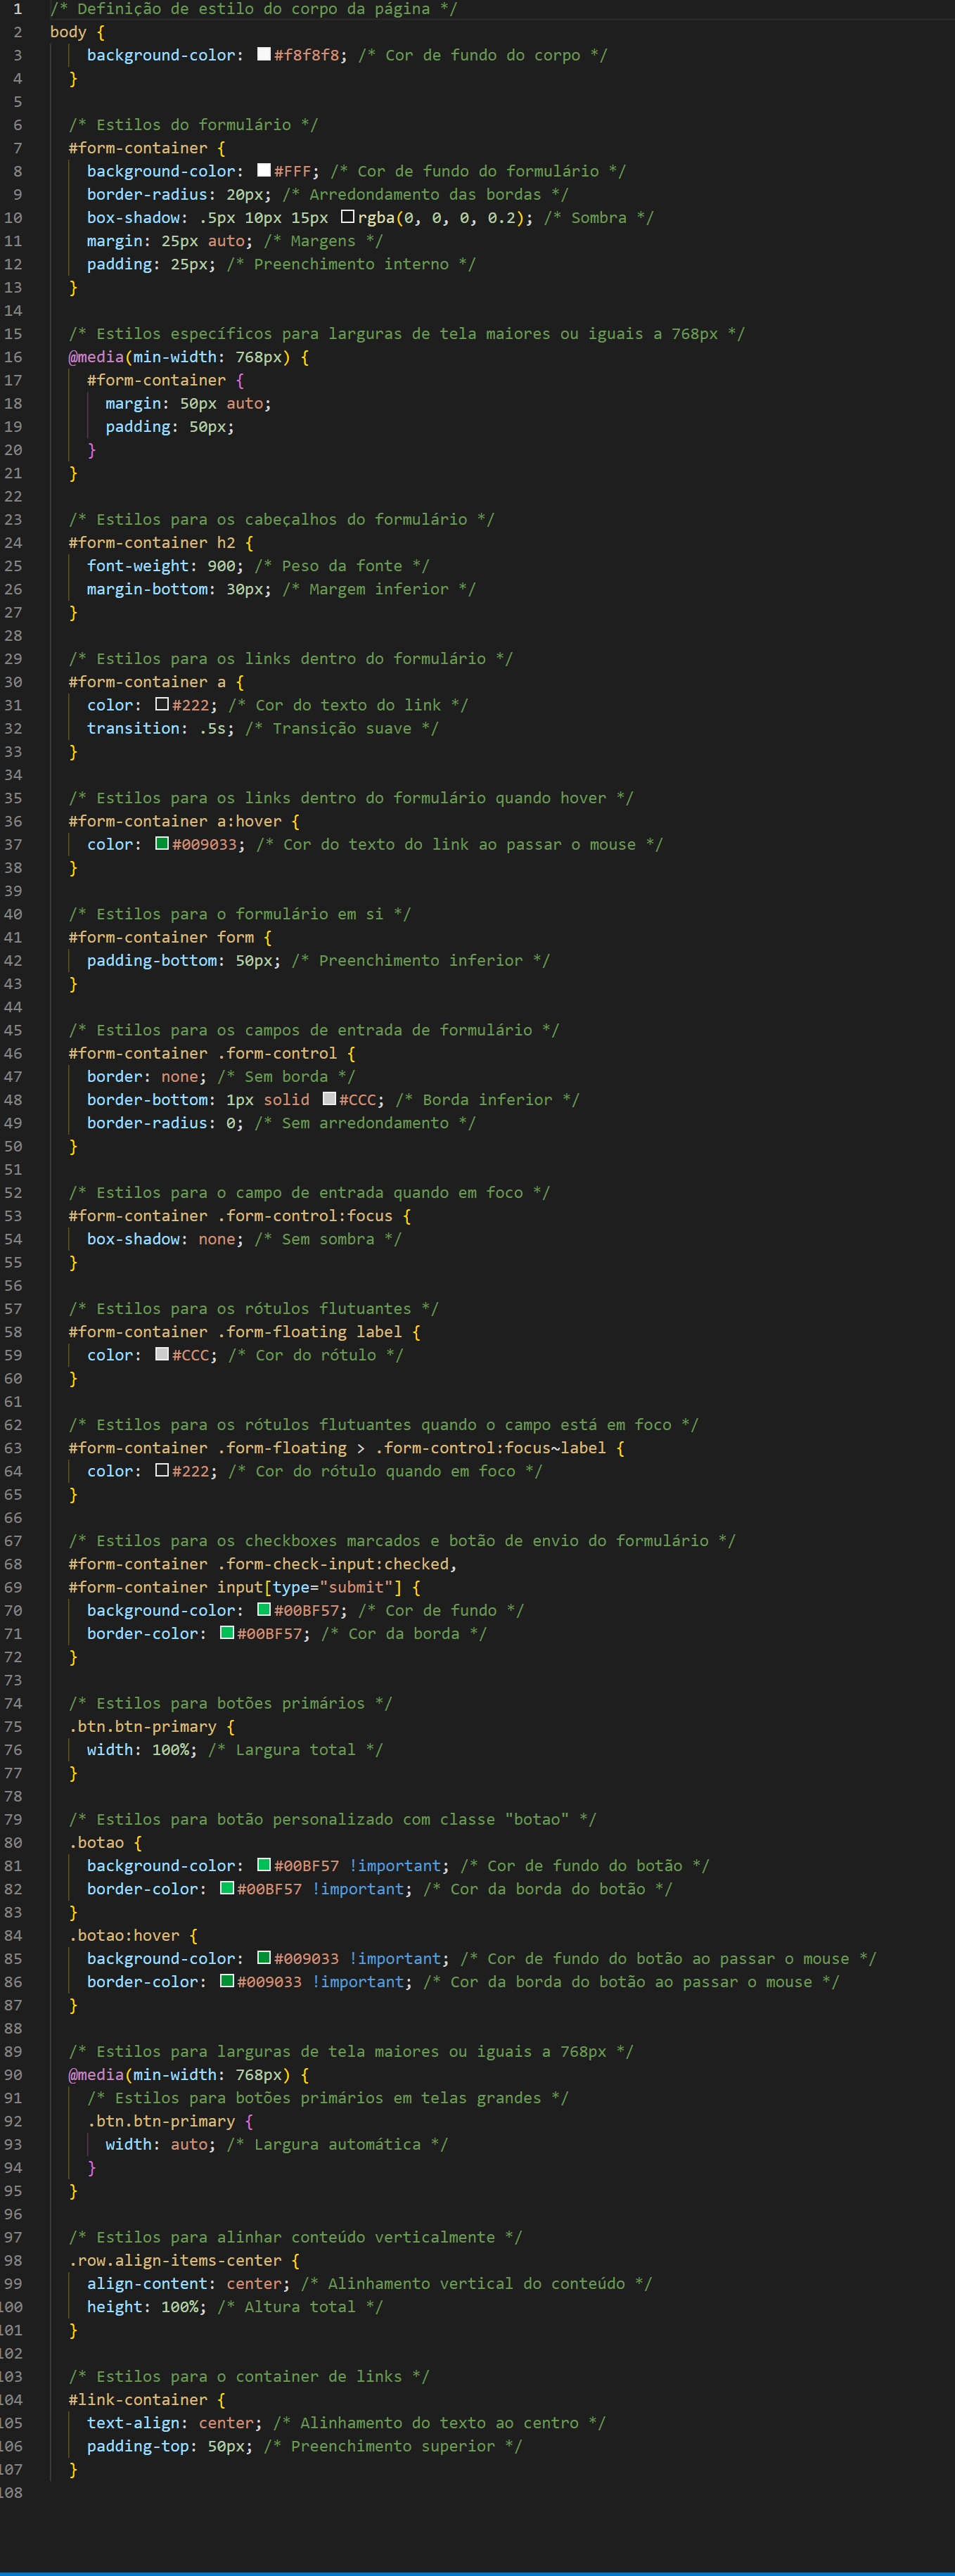 1 /* Definição de estilo do corpo da página */
2 body {
3 background-color: #f8f8f8; /* Cor de fundo do corpo */
4 }
5
6 /* Estilos do formulário */
7 #form-container {
8 background-color: #FFF; /* Cor de fundo do formulário */
9 border-radius: 20px; /* Arredondamento das bordas */
10 box-shadow: .5px 10px 15px rgba(0, 0, 0, 0.2); /* Sombra */
11 margin: 25px auto; /* Margens */
12 padding: 25px; /* Preenchimento interno */
13 }
14
15 /* Estilos específicos para larguras de tela maiores ou iguais a 768px */
16 @media(min-width: 768px) {
17 #form-container {
18 margin: 50px auto;
19 padding: 50px;
20 }
21 }
22
23 /* Estilos para os cabeçalhos do formulário */
24 #form-container h2 {
25 font-weight: 900; /* Peso da fonte */
26 margin-bottom: 30px; /* Margem inferior */
27 }
28
29 /* Estilos para os links dentro do formulário */
30 #form-container a {
31 color: #222; /* Cor do texto do link */
32 transition: .5s; /* Transição suave */
33 }
34
35 /* Estilos para os links dentro do formulário quando hover */
36 #form-container a:hover {
37 color: #009033; /* Cor do texto do link ao passar o mouse */
38 }
39
40 /* Estilos para o formulário em si */
41 #form-container form {
42 padding-bottom: 50px; /* Preenchimento inferior */
43 }
44
45 /* Estilos para os campos de entrada de formulário */
46 #form-container .form-control {
47 border: none; /* Sem borda */
48 border-bottom: 1px solid #CCC; /* Borda inferior */
49 border-radius: 0; /* Sem arredondamento */
50 }
51
52 /* Estilos para o campo de entrada quando em foco */
53 #form-container .form-control:focus {
54 box-shadow: none; /* Sem sombra */
55 }
56
57 /* Estilos para os rótulos flutuantes */
58 #form-container .form-floating label {
59 color: #CCC; /* Cor do rótulo */
60 }
61
62 /* Estilos para os rótulos flutuantes quando o campo está em foco */
63 #form-container .form-floating > .form-control:focus~label {
64 color: #222; /* Cor do rótulo quando em foco */
65 }
66
67 /* Estilos para os checkboxes marcados e botão de envio do formulário */
68 #form-container .form-check-input:checked,
69 #form-container input[type="submit"] {
70 background-color: #00BF57; /* Cor de fundo */
71 border-color: #00BF57; /* Cor da borda */
72 }
73
74 /* Estilos para botões primários */
75 .btn.btn-primary {
76 width: 100%; /* Largura total */
77 }
78
79 /* Estilos para botão personalizado com classe "botao" */
80 .botao {
81 background-color: #00BF57 !important; /* Cor de fundo do botão */
82 border-color: #00BF57 !important; /* Cor da borda do botão */
83 }
84 .botao:hover {
85 background-color: #009033 !important; /* Cor de fundo do botão ao passar o mouse */
86 border-color: #009033 !important; /* Cor da borda do botão ao passar o mouse */
87 }
88
89 /* Estilos para larguras de tela maiores ou iguais a 768px */
90 @media(min-width: 768px) {
91 /* Estilos para botões primários em telas grandes */
92 .btn.btn-primary {
93 width: auto; /* Largura automática */
94 }
95 }
96
97 /* Estilos para alinhar conteúdo verticalmente */
98 .row.align-items-center {
99 align-content: center; /* Alinhamento vertical do conteúdo */
100 height: 100%; /* Altura total */
101 }
102
103 /* Estilos para o container de links */
104 #link-container {
105 text-align: center; /* Alinhamento do texto ao centro */
106 padding-top: 50px; /* Preenchimento superior */
107 }
108